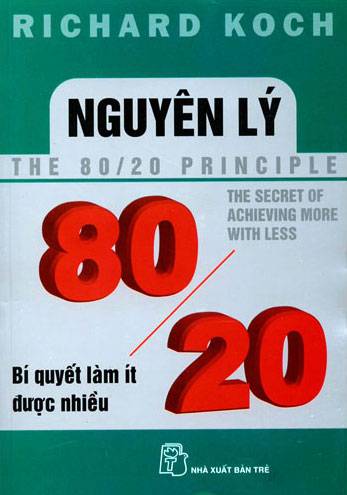 RICHARD KOCH
NGUYÊN LÝ
THE 80/20 PRINCIPLE
THE SECRET OF
ACHIEVING MORE
WITH LESS
80/20
Bí quyết làm ít
được nhiều
NHÀ XUẤT BẢN TRẺ